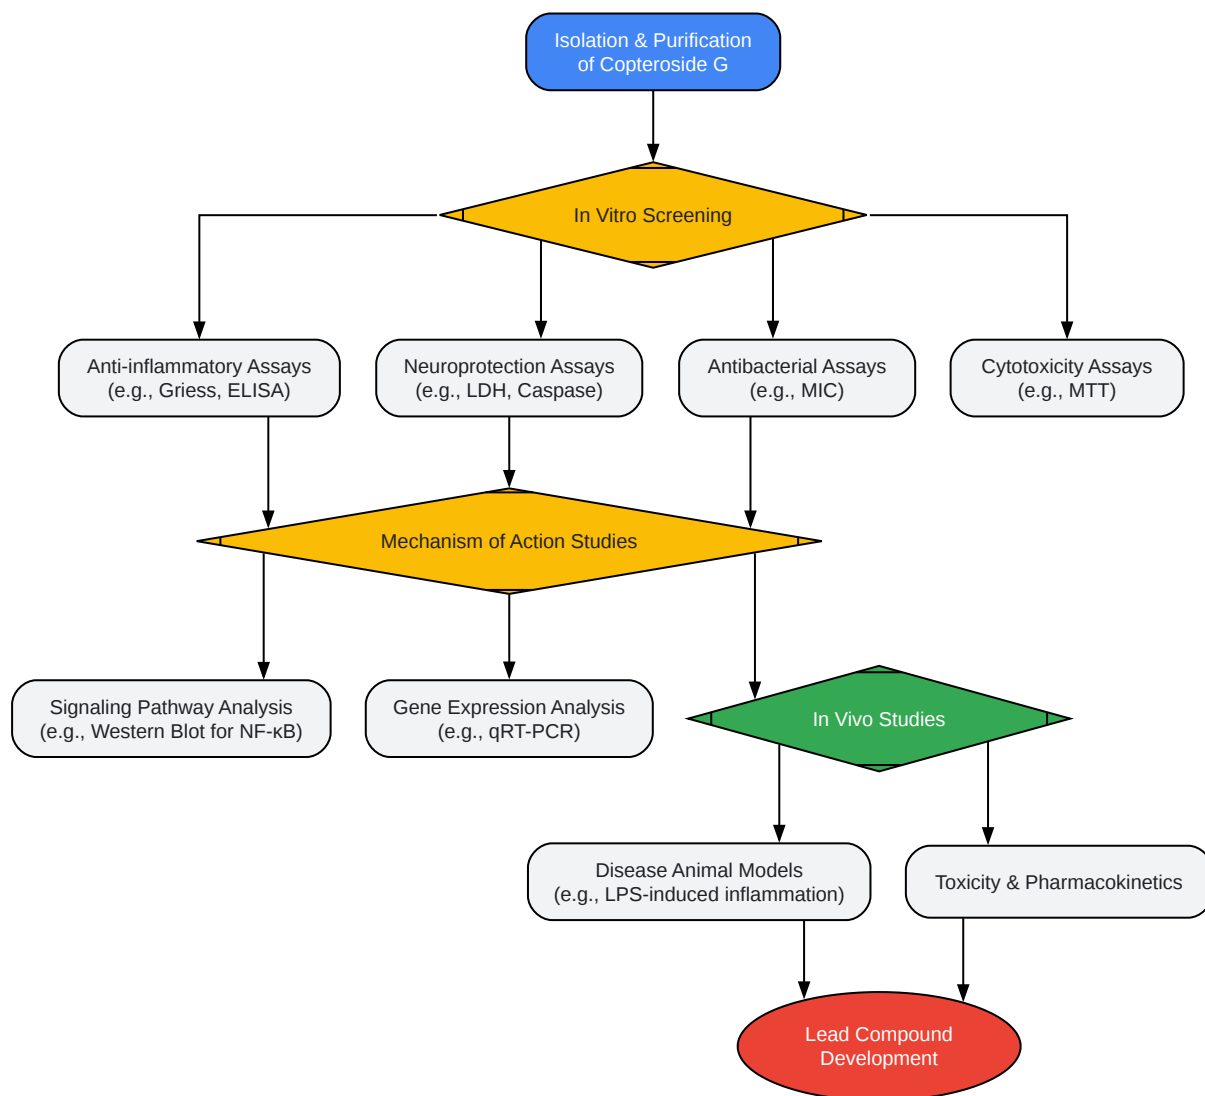 Isolation & Purification
of Copteroside G
In Vitro Screening
Anti-inflammatory Assays
(e.g., Griess, ELISA)
Neuroprotection Assays
(e.g., LDH, Caspase)
Antibacterial Assays
(e.g., MIC)
Cytotoxicity Assays
(e.g., MTT)
Mechanism of Action Studies
Signaling Pathway Analysis
(e.g., Western Blot for NF-κB)
Gene Expression Analysis
(e.g., qRT-PCR)
In Vivo Studies
Disease Animal Models
(e.g., LPS-induced inflammation)
Toxicity & Pharmacokinetics
Lead Compound
Development